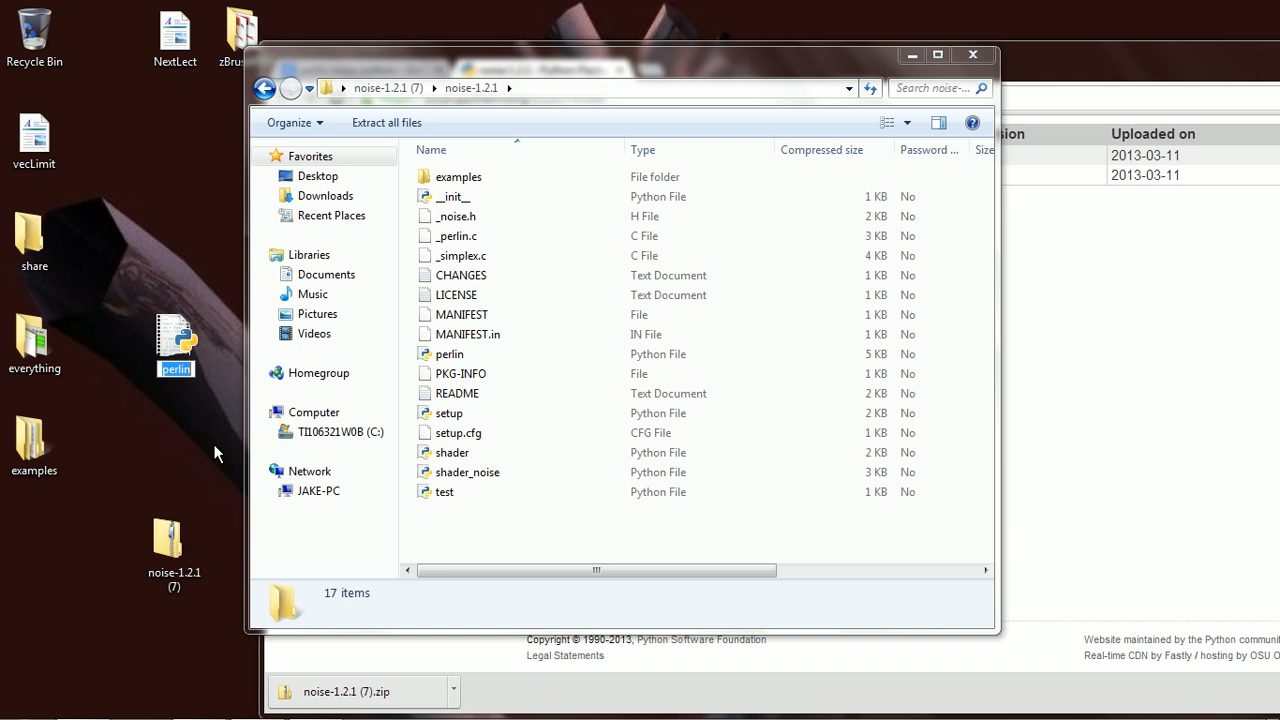 Recycle Bin
NextLect
zBrus
vecLimit
share
everything
perlin
examples
noise-1.2.1
(7)
noise-1.2.1 (7)
noise-1.2.1
Search noise-...
Organize
Extract all files
Name
Type
Compressed size
Password ...
Size
Favorites
Desktop
Downloads
Recent Places
Libraries
Documents
Music
Pictures
Videos
Homegroup
Computer
TI106321W0B (C:)
Network
JAKE-PC
examples File folder
__init__ Python File 1 KB No
_noise.h H File 2 KB No
_perlin.c C File 3 KB No
_simplex.c C File 4 KB No
CHANGES Text Document 1 KB No
LICENSE Text Document 1 KB No
MANIFEST File 1 KB No
MANIFEST.in IN File 1 KB No
perlin Python File 5 KB No
PKG-INFO File 1 KB No
README Text Document 2 KB No
setup Python File 2 KB No
setup.cfg CFG File 1 KB No
shader Python File 2 KB No
shader_noise Python File 3 KB No
test Python File 1 KB No
17 items
sion
Uploaded on
2013-03-11
2013-03-11
Copyright © 1990-2013, Python Software Foundation
Legal Statements
Website maintained by the Python communi
Real-time CDN by Fastly / hosting by OSU O
noise-1.2.1 (7).zip